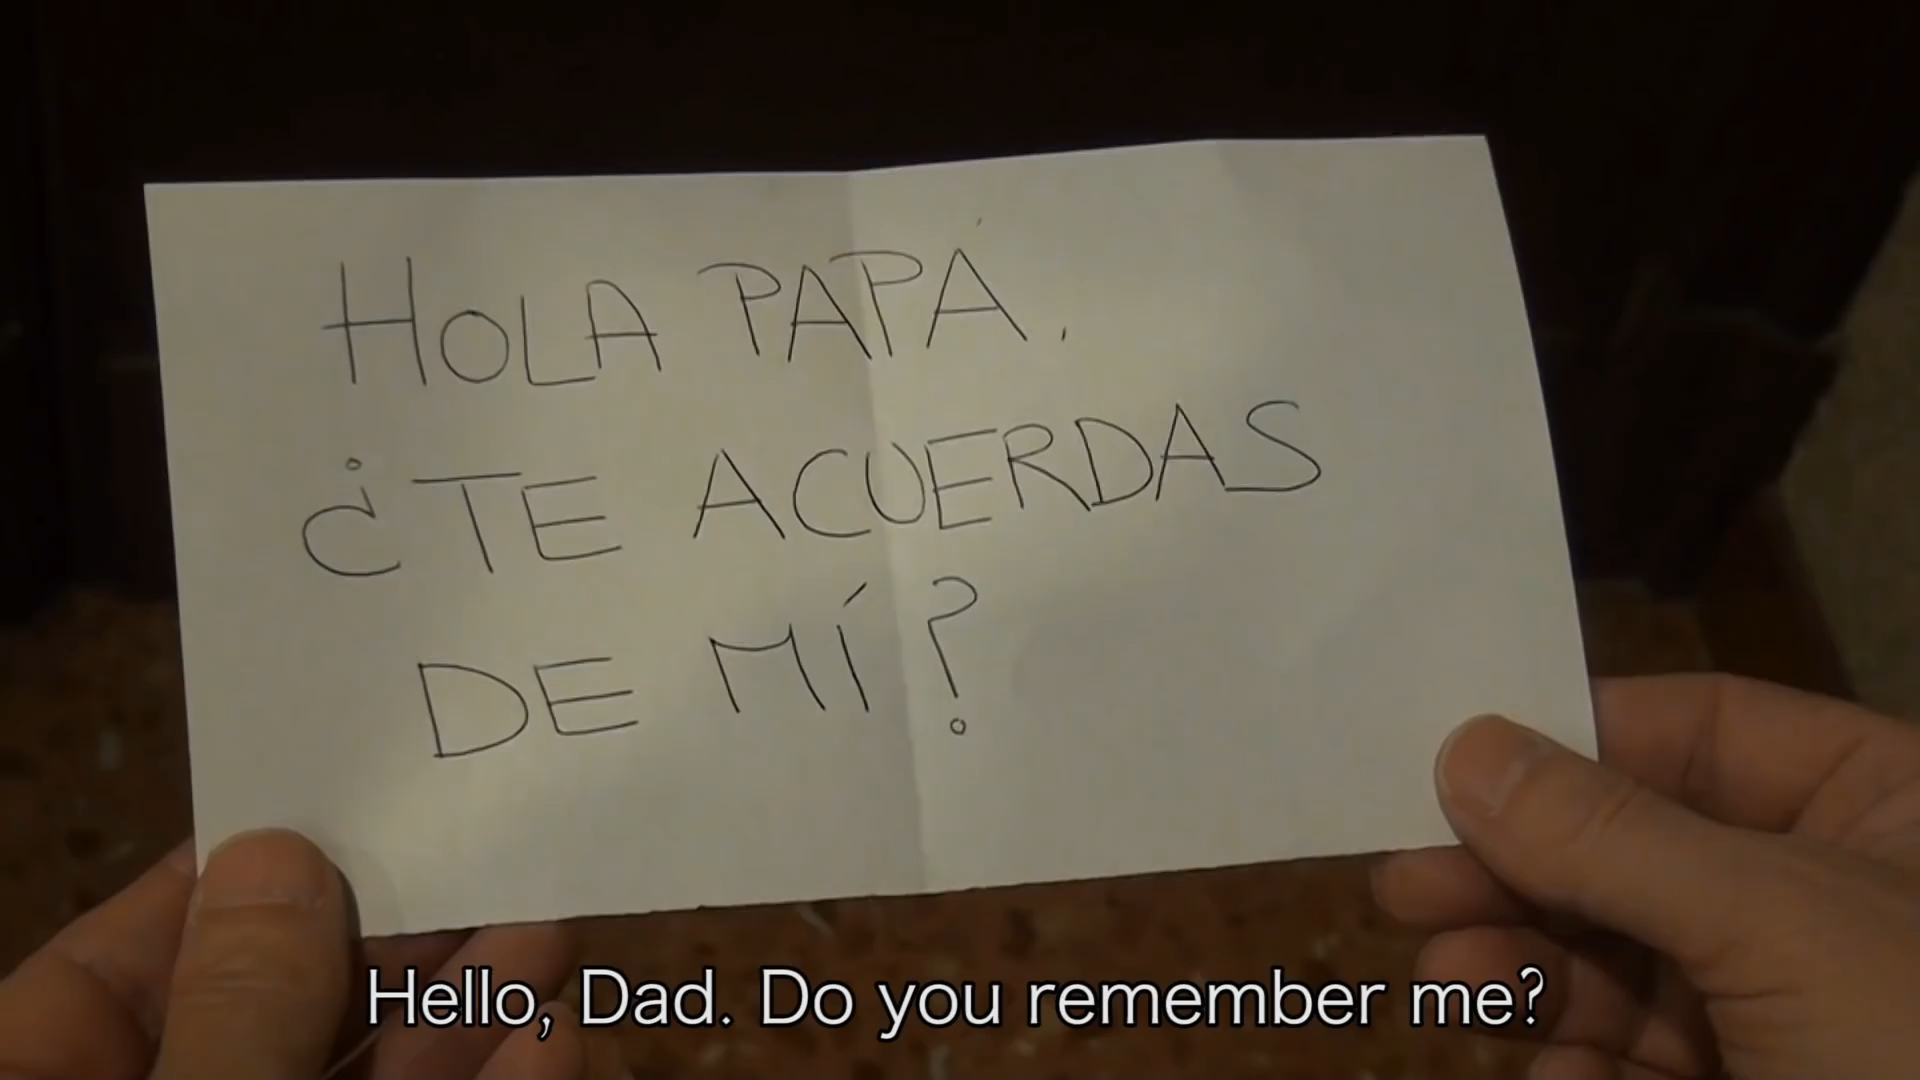 HOLA PAPÁ.
¿TE ACUERDAS
DE MÍ?
Hello, Dad. Do you remember me?